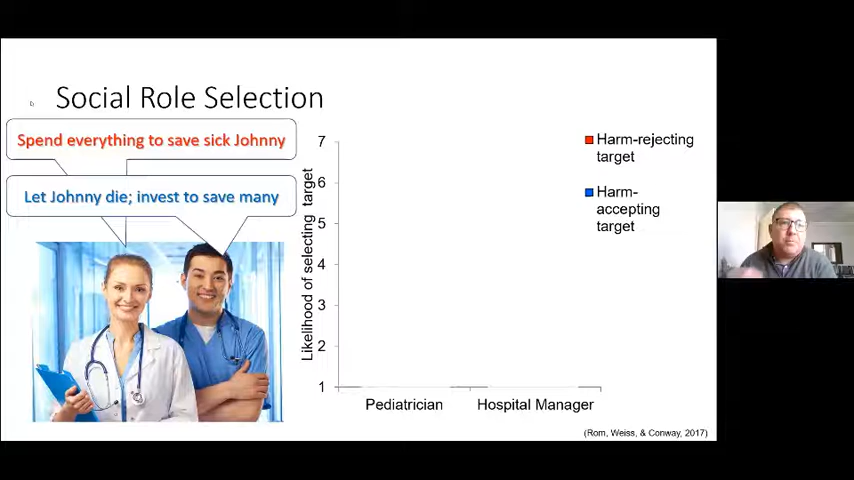 Social Role Selection
Spend everything to save sick Johnny
Let Johnny die; invest to save many
Likelihood of selecting target
7
6
5
4
3
2
1
Pediatrician
Hospital Manager
Harm-rejecting
target
Harm-
accepting
target
(Rom, Weiss, & Conway, 2017)